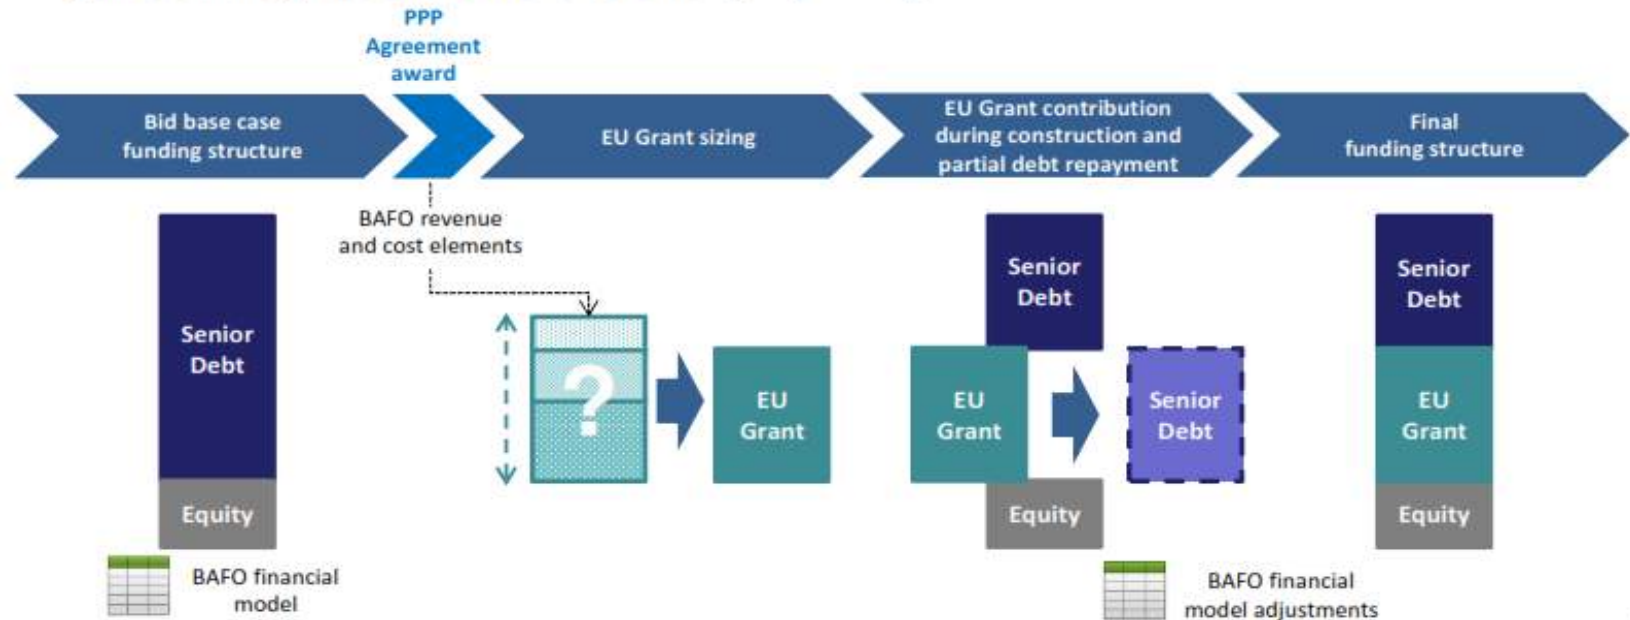 PPP
Agreement
award
Bid base case
funding structure
EU Grant sizing
EU Grant contribution
during construction and
partial debt repayment
Final
funding structure
BAFO revenue
and cost elements
Senior
Debt
Equity
?
EU
Grant
Senior
Debt
EU
Grant
Equity
Senior
Debt
Senior
Debt
EU
Grant
Equity
BAFO financial
model
BAFO financial
model adjustments